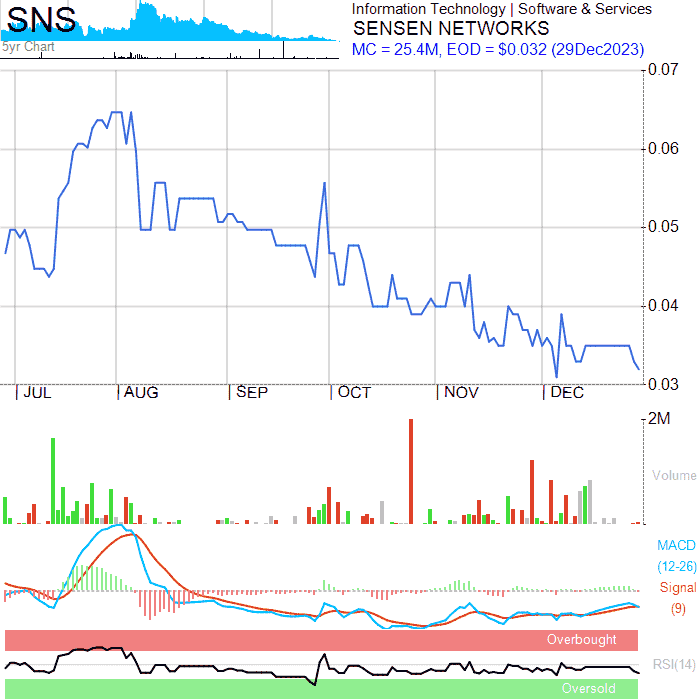 SNS
5yr Chart
Information Technology | Software & Services
SENSEN NETWORKS
MC = 25.4M, EOD = $0.032 (29Dec2023)
0.07
0.06
0.05
0.04
0.03
JUL AUG SEP OCT NOV DEC
2M
Volume
MACD
(12-26)
Signal
(9)
Overbought
RSI(14)
Oversold